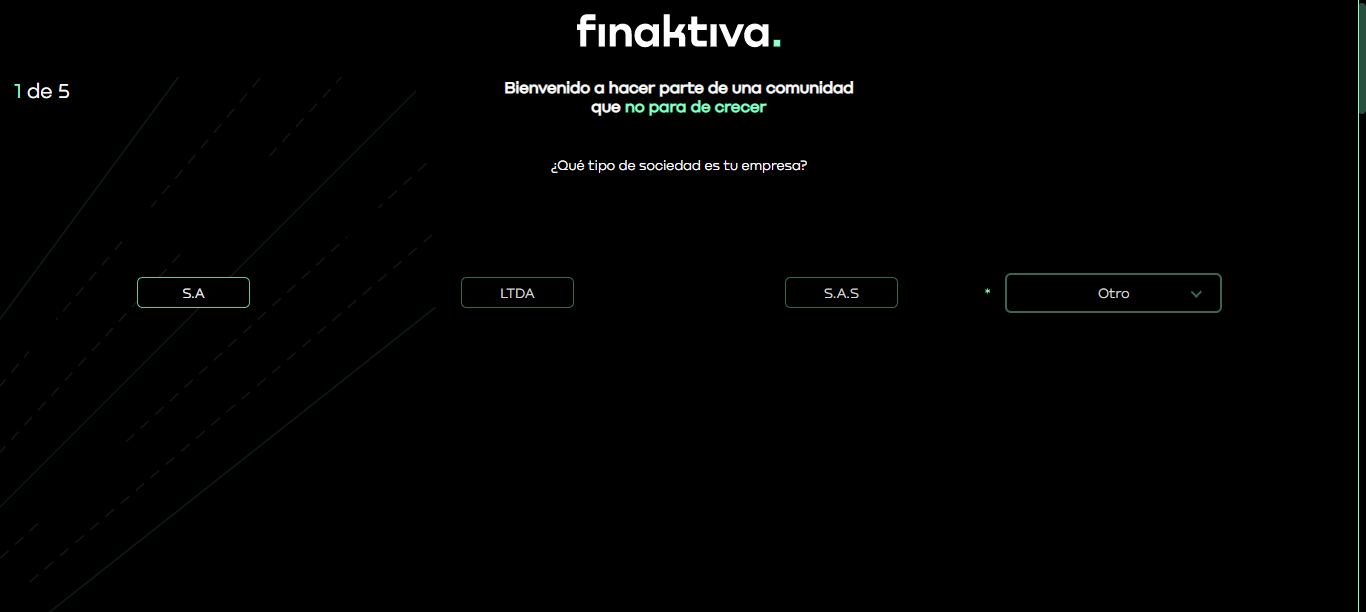 finaktiva.
1 de 5
Bienvenido a hacer parte de una comunidad
que no para de crecer
¿Qué tipo de sociedad es tu empresa?
S.A
LTDA
S.A.S
* Otro